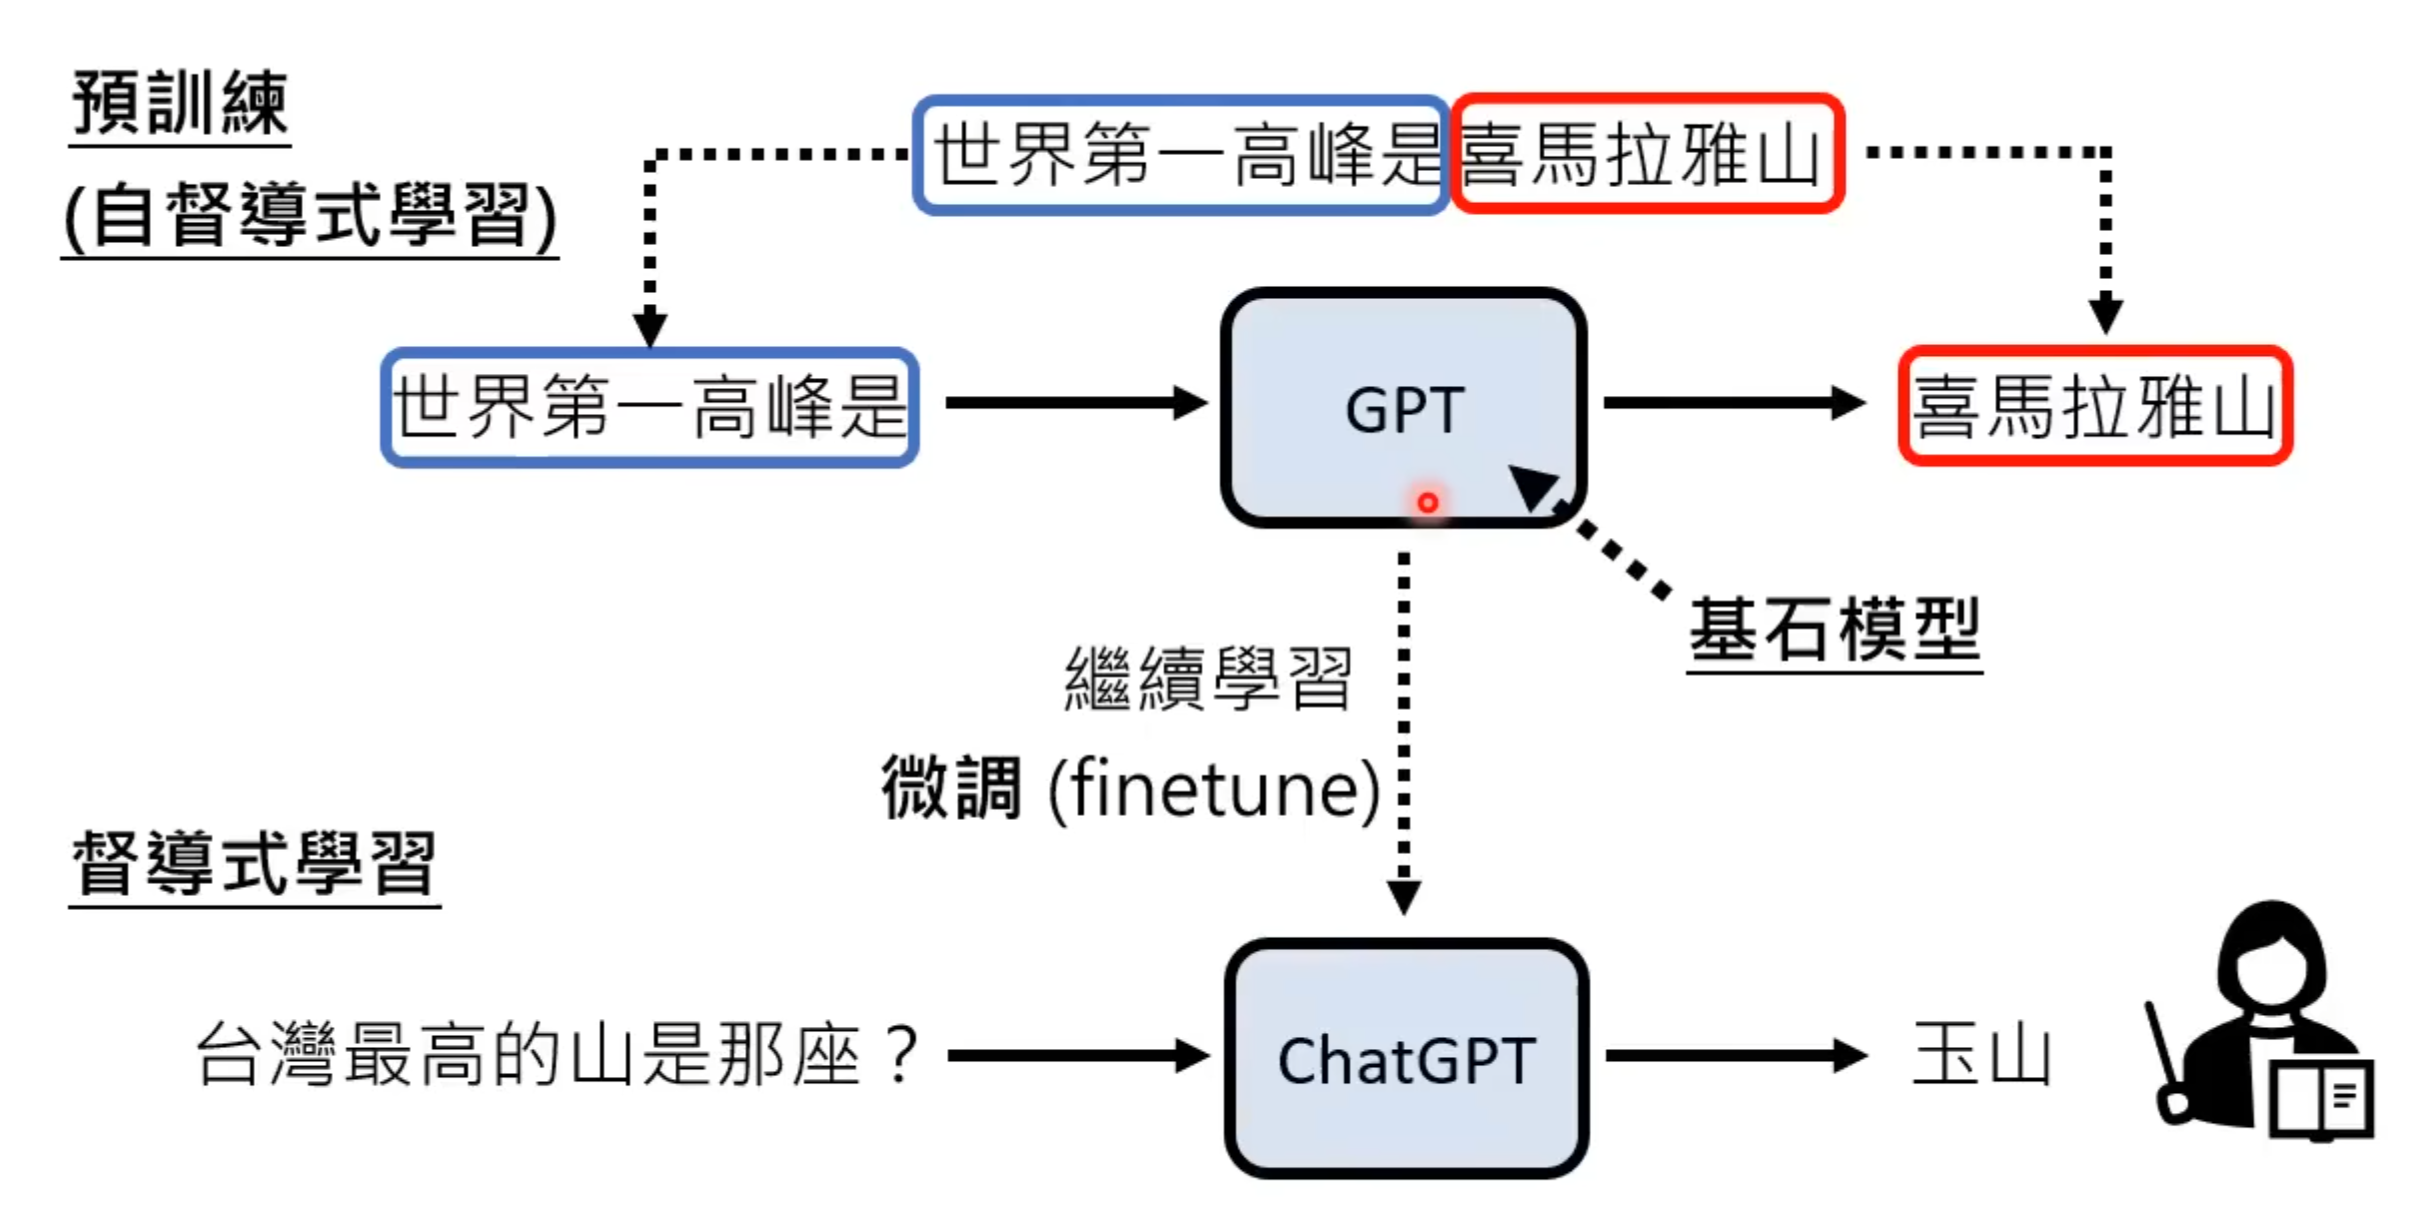 預訓練
(自督導式學習)
世界第一高峰是喜馬拉雅山
世界第一高峰是
GPT
喜馬拉雅山
基石模型
繼續學習
微調 (finetune)
督導式學習
台灣最高的山是那座？
ChatGPT
玉山